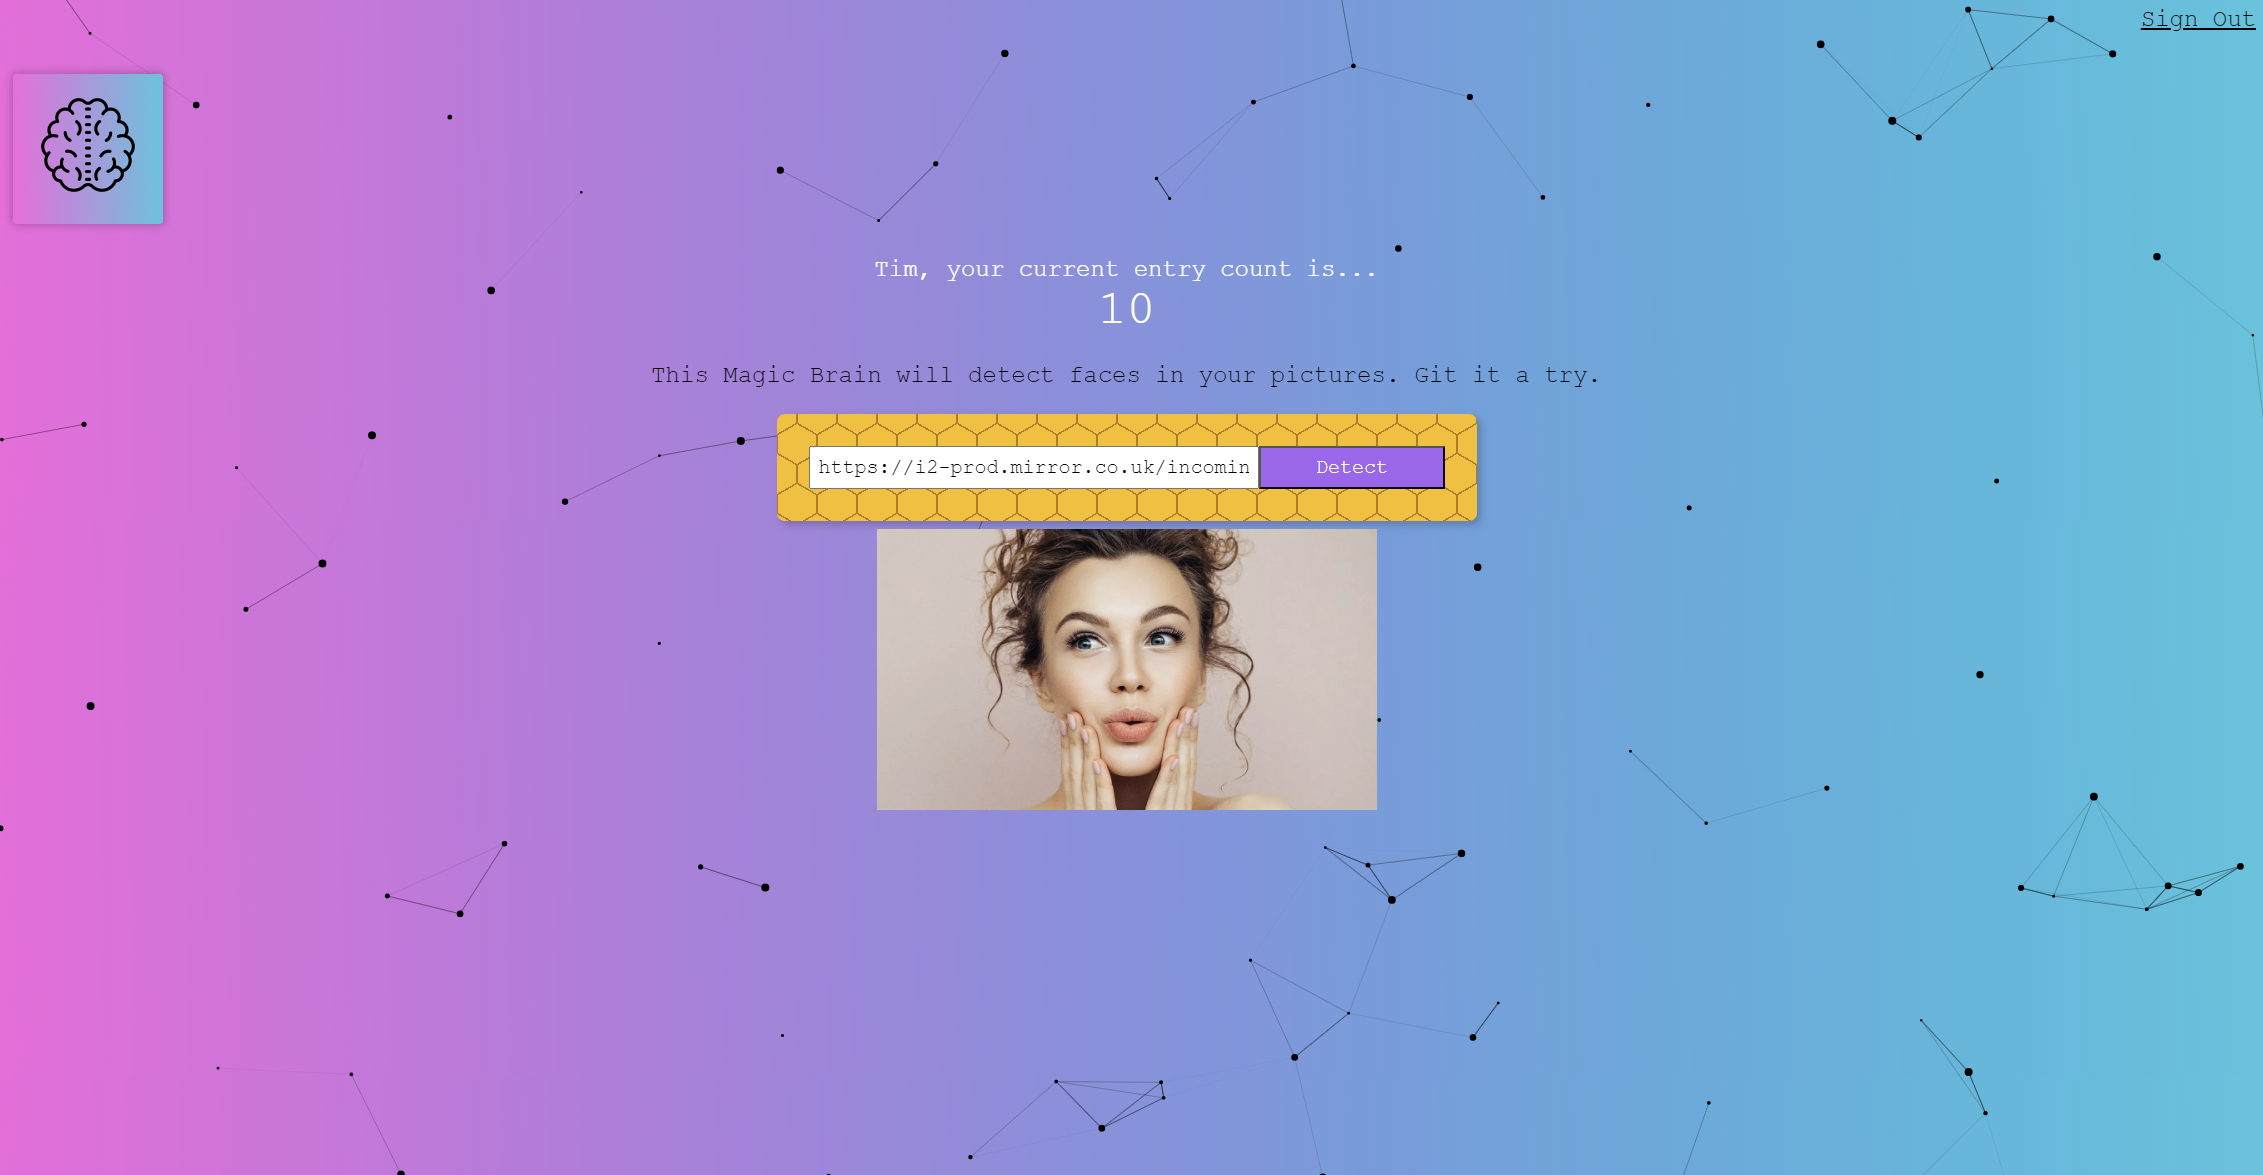 Sign Out
Tim, your current entry count is...
10
This Magic Brain will detect faces in your pictures. Git it a try.
https://i2-prod.mirror.co.uk/incomin
Detect